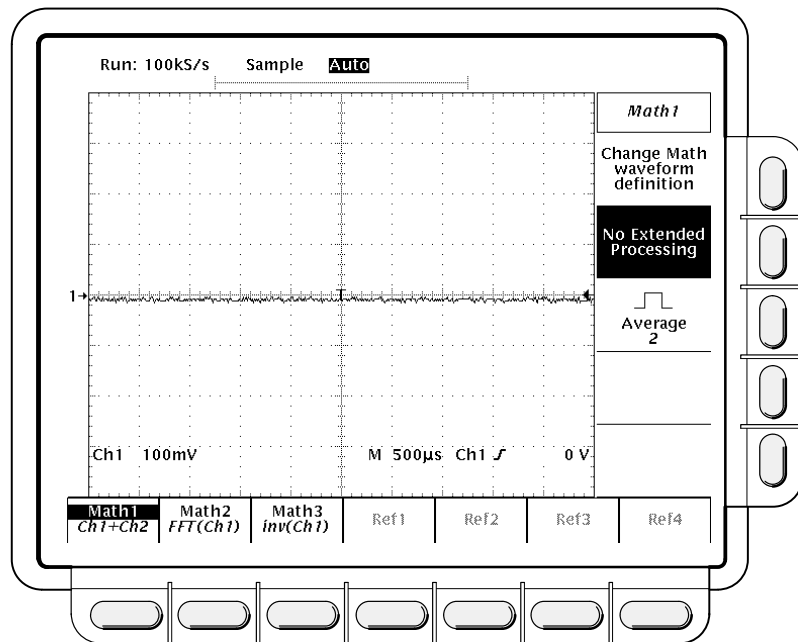 Run: 100kS/s Sample Auto
Math1
Change Math
waveform
definition
No Extended
Processing
T
1
Average
2
Ch1 100mV M 500µs Ch1 0 V
Math1 Math2 Math3 Ref1 Ref2 Ref3 Ref4
Ch1+Ch2 FFT(Ch1) inv(Ch1)